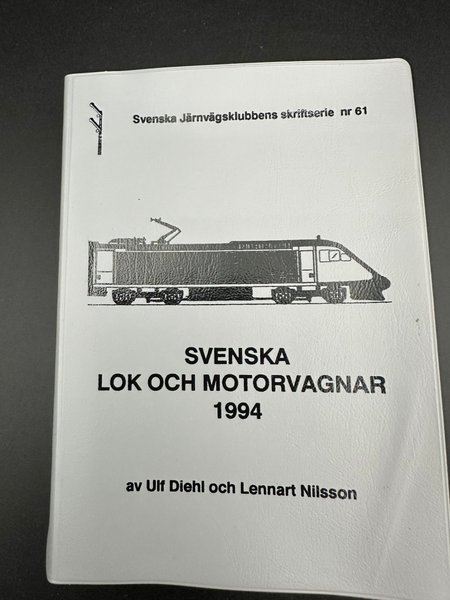 Svenska Järnvägsklubbens skriftserie nr 61
SVENSKA
LOK OCH MOTORVAGNAR
1994
av Ulf Diehl och Lennart Nilsson